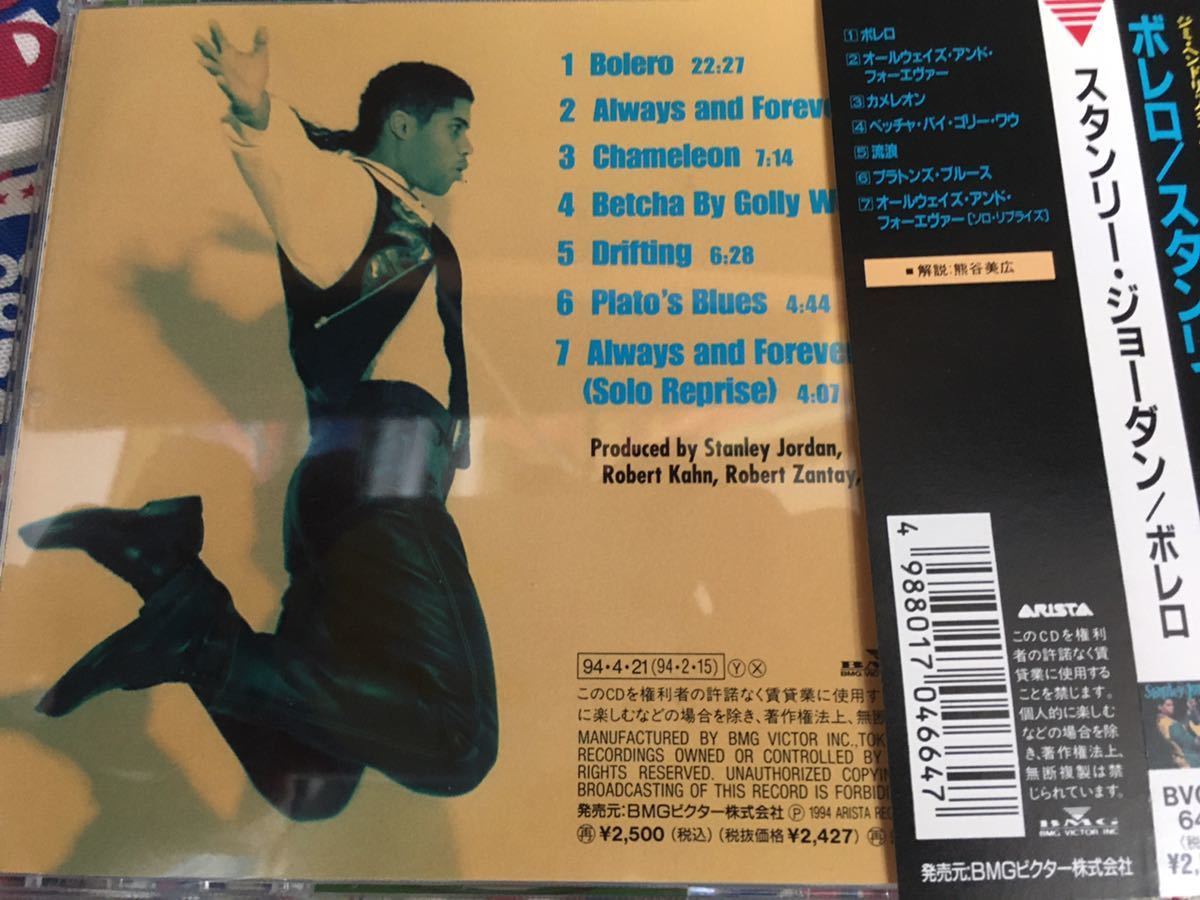 1 Bolero 22:27
2 Always and Forever
3 Chameleon 7:14
4 Betcha By Golly W
5 Drifting 6:28
6 Plato's Blues 4:44
7 Always and Forever
(Solo Reprise) 4:07
Produced by Stanley Jordan,
Robert Kahn, Robert Zantay,
94・4・21(94・2・15) Ⓨ Ⓧ
このCDを権利者の許諾なく賃貸業に使用す
に楽しむなどの場合を除き、著作権法上、無断
MANUFACTURED BY BMG VICTOR INC.,TOK
RECORDINGS OWNED OR CONTROLLED BY
RIGHTS RESERVED. UNAUTHORIZED COPYIN
BROADCASTING OF THIS RECORD IS FORBID
発売元:BMGビクター株式会社 Ⓟ 1994 ARISTA REC
再 ¥2,500 (税込) (税抜価格¥2,427) 再
1 ボレロ
2 オールウェイズ・アンド・
フォーエヴァー
3 カメレオン
4 ベッチャ・バイ・ゴリー・ワウ
5 流浪
6 プラトンズ・ブルース
7 オールウェイズ・アンド・
フォーエヴァー[ソロ・リプライズ]
■解説:熊谷美広
4 988017 046647
ARISTA
このCDを権利
者の許諾なく賃
貸業に使用する
ことを禁じます。
個人的に楽しむ
などの場合を除
き、著作権法上、
無断複製は禁
じられています。
BMG
BMG VICTOR INC.
発売元:BMGビクター株式会社
スタンリー・ジョーダン/ボレロ
ボレロ/スタンリ
BVC
64
¥2,